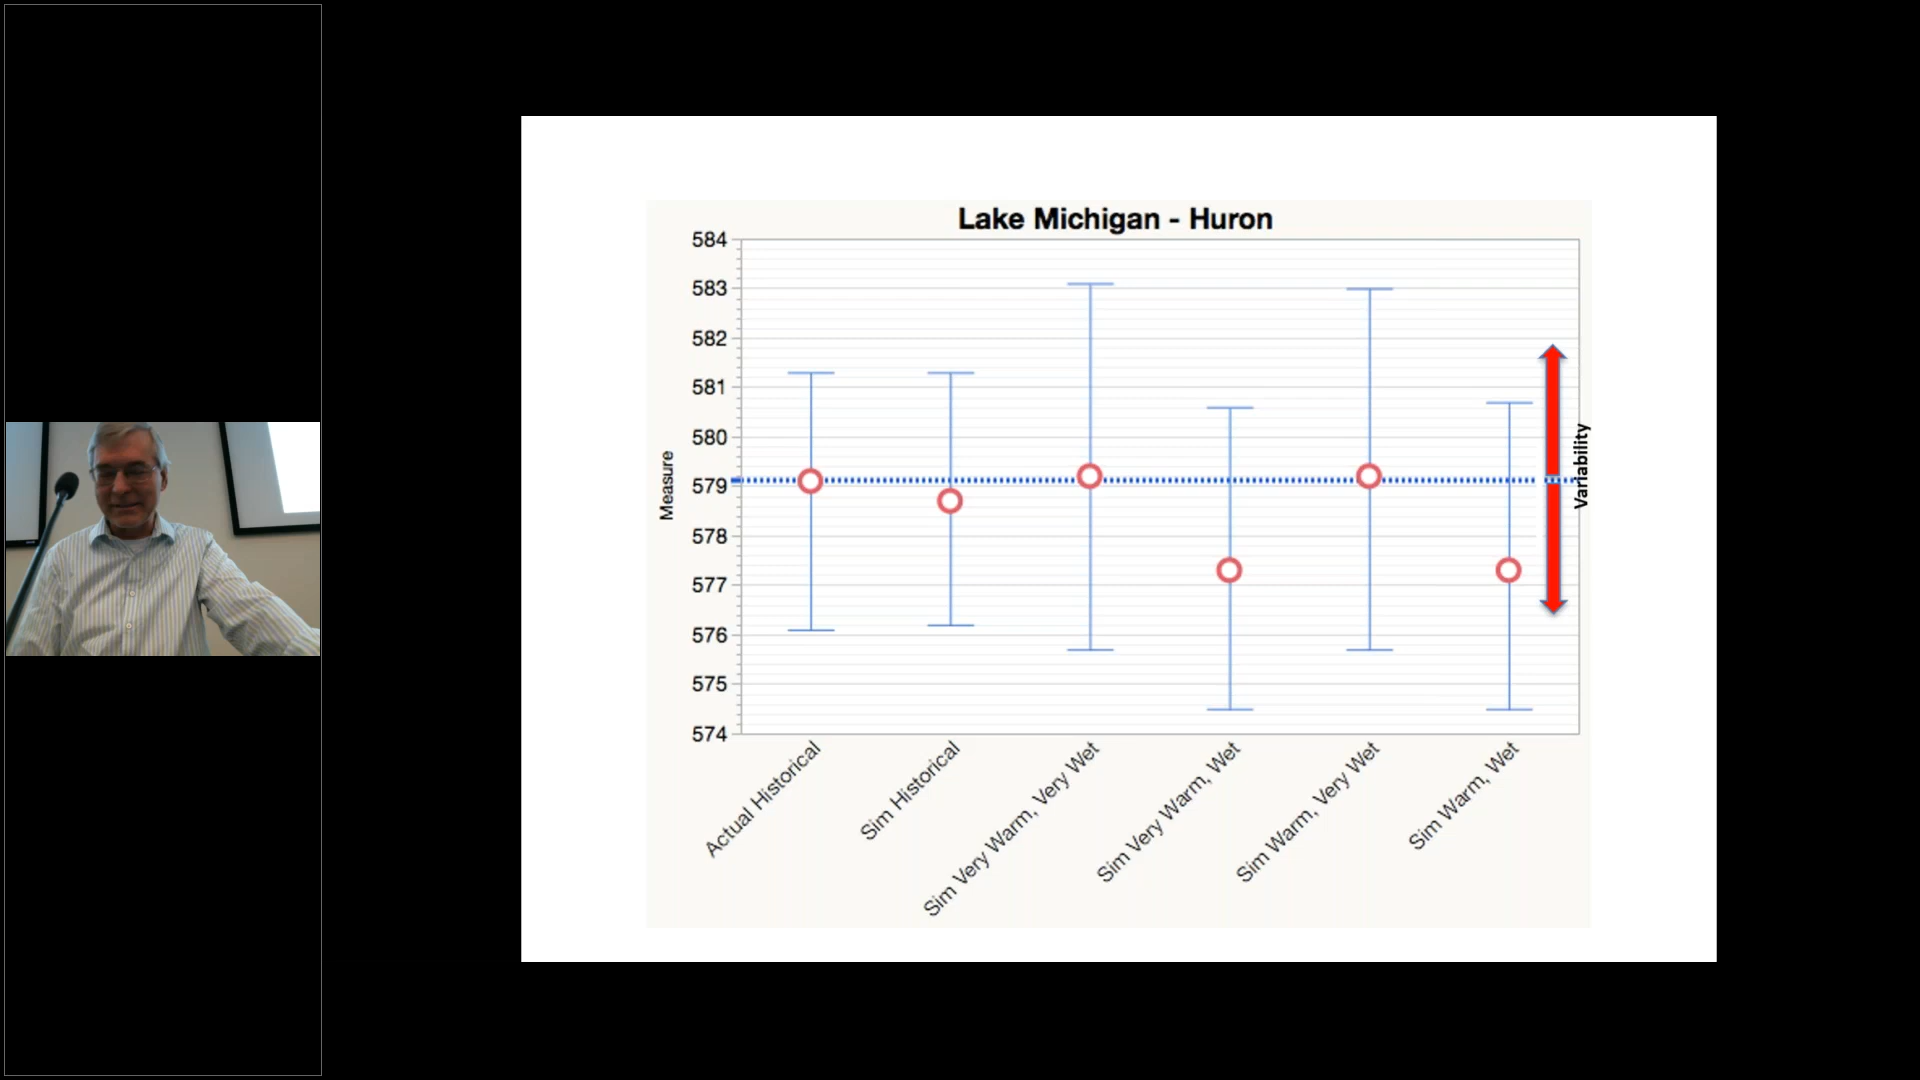 Lake Michigan - Huron
584
583
582
581
580
579
578
577
576
575
574
Measure
Variability
Actual Historical
Sim Historical
Sim Very Warm, Very Wet
Sim Very Warm, Wet
Sim Warm, Very Wet
Sim Warm, Wet